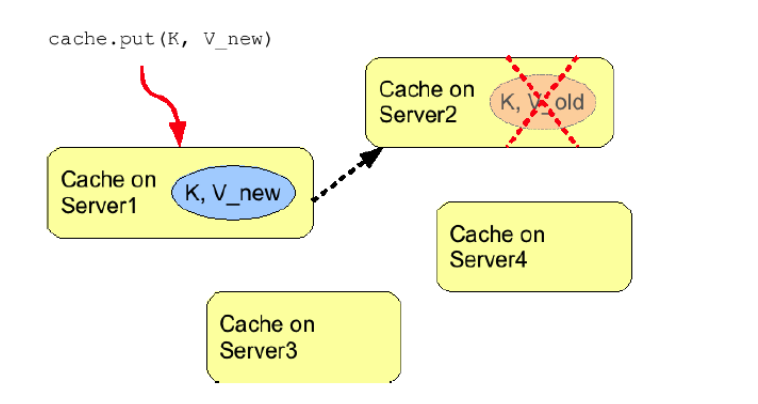 cache.put(K, V_new)
Cache on
Server2
K, V_old
Cache on
Server1
K, V_new
Cache on
Server4
Cache on
Server3